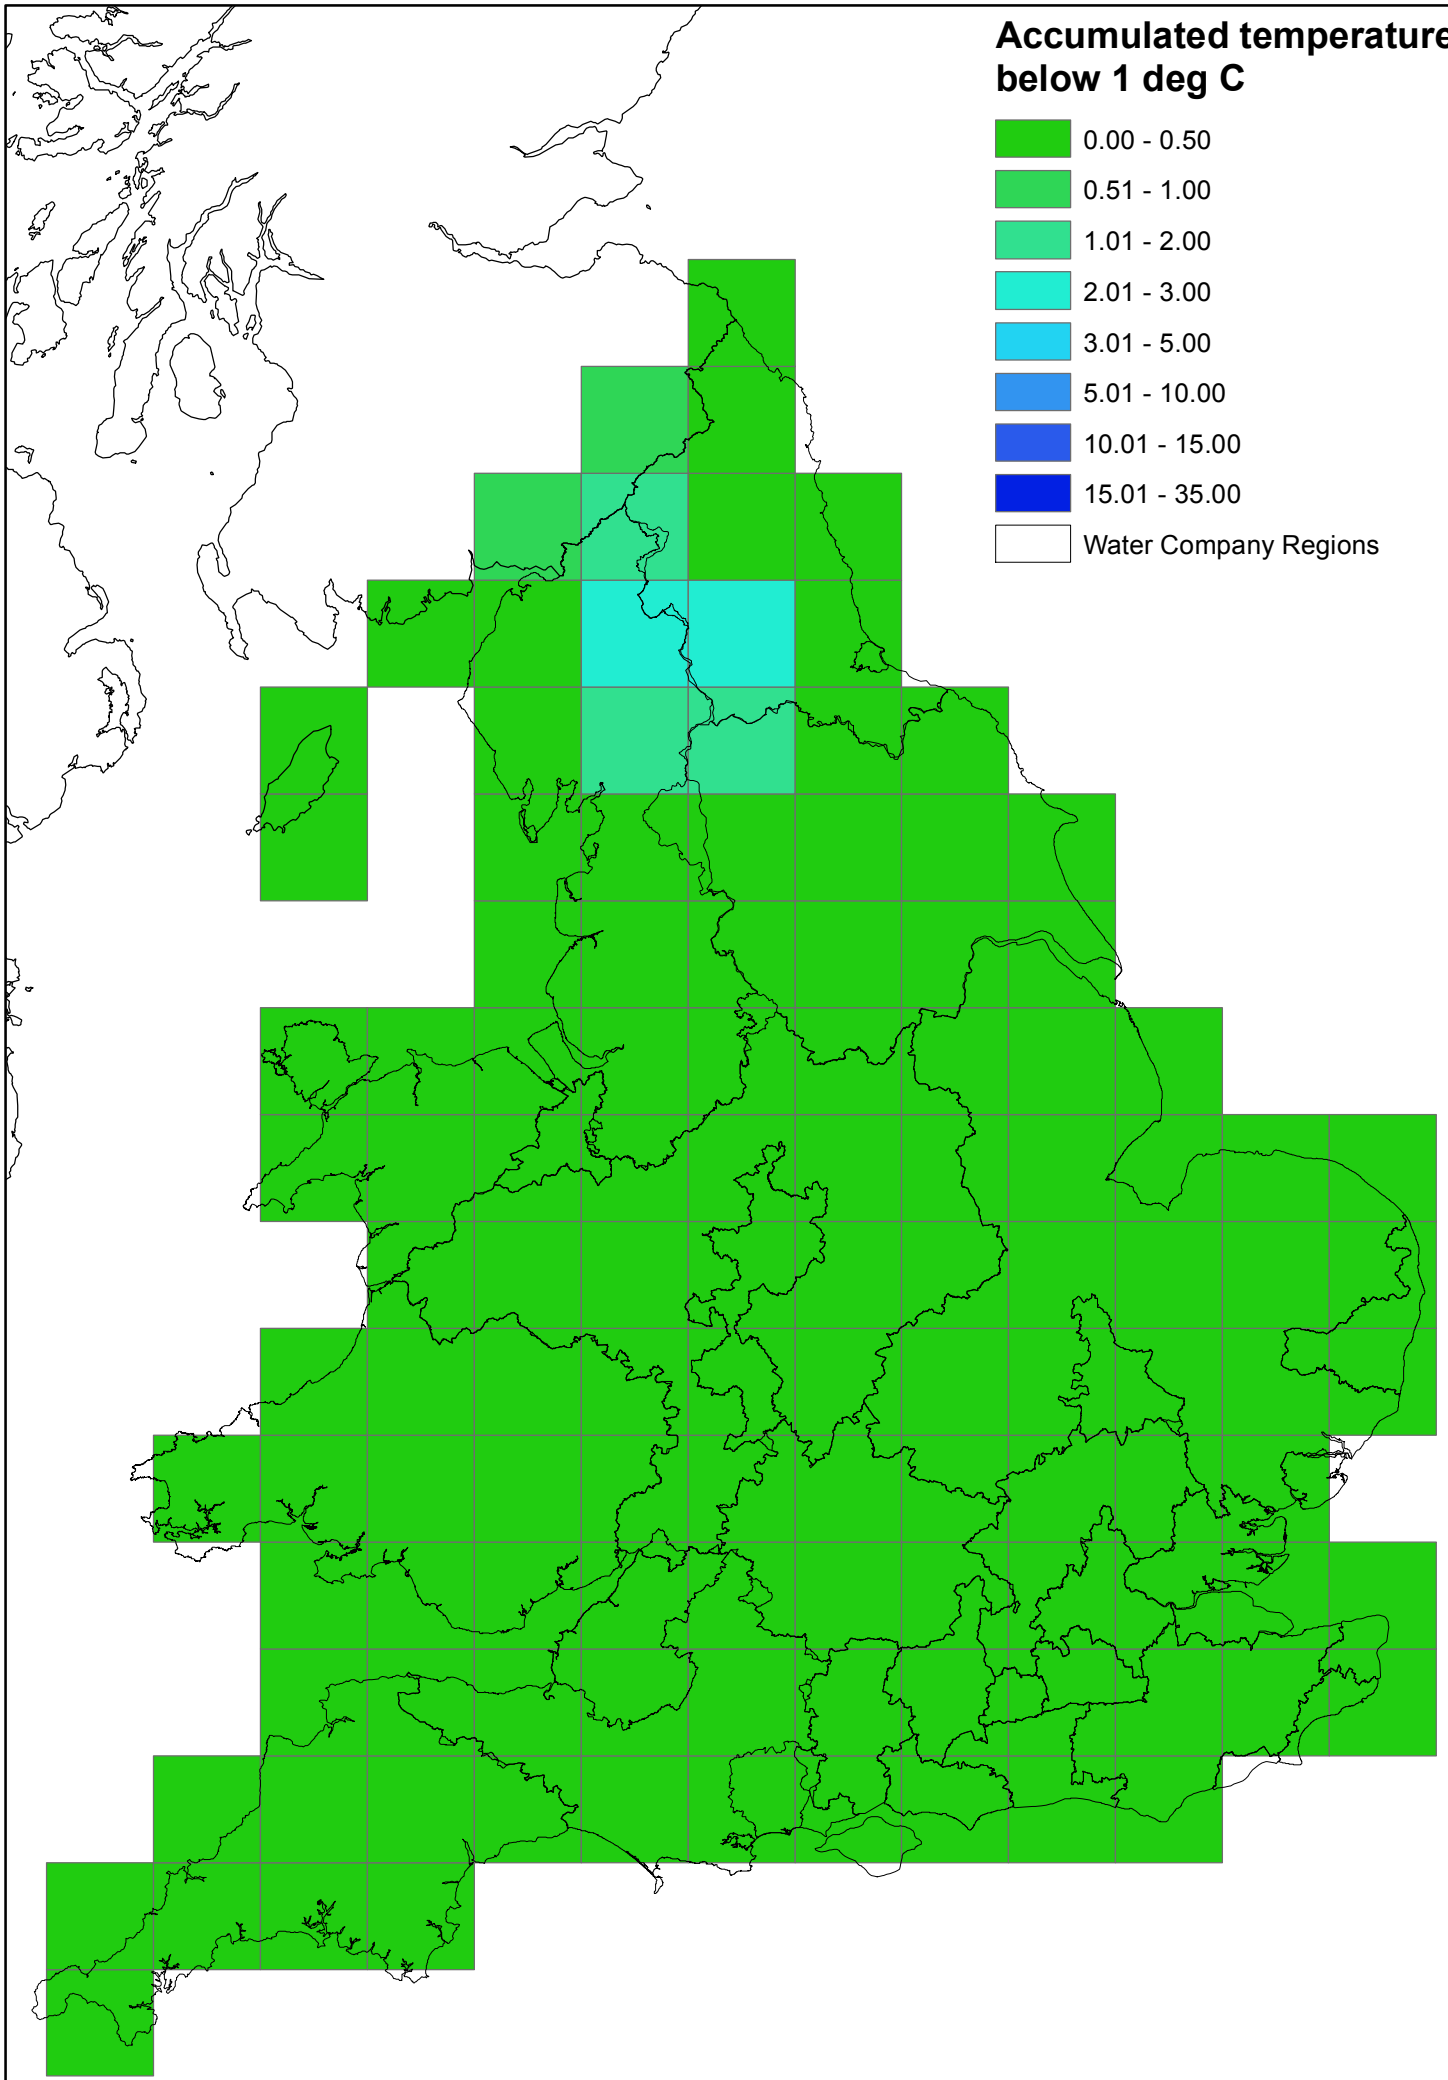 Accumulated temperature
below 1 deg C
0.00 - 0.50
0.51 - 1.00
1.01 - 2.00
2.01 - 3.00
3.01 - 5.00
5.01 - 10.00
10.01 - 15.00
15.01 - 35.00
Water Company Regions